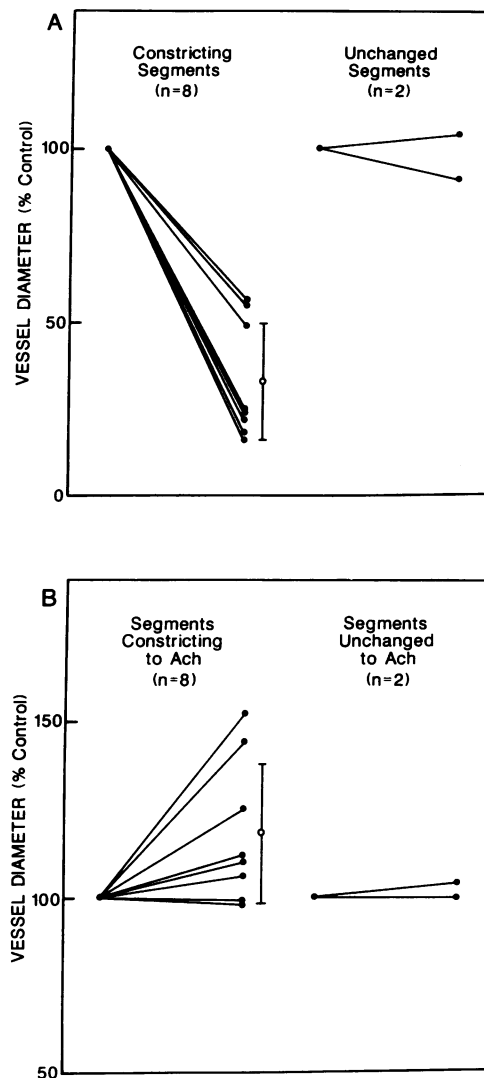 A
Constricting
Segments
(n=8)
Unchanged
Segments
(n=2)
VESSEL DIAMETER (% Control)
100
50
0
B
Segments
Constricting
to Ach
(n=8)
Segments
Unchanged
to Ach
(n=2)
VESSEL DIAMETER (% Control)
150
100
50